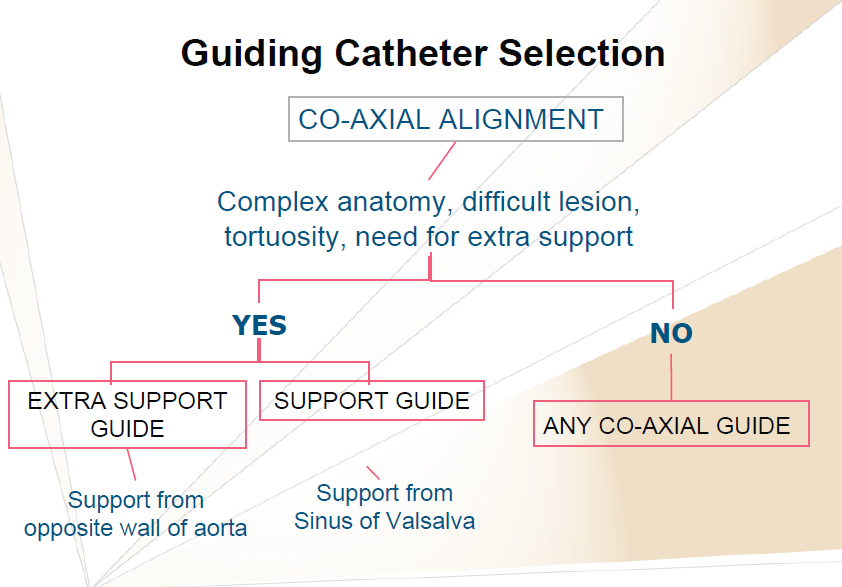 Guiding Catheter Selection
CO-AXIAL ALIGNMENT
Complex anatomy, difficult lesion,
tortuosity, need for extra support
YES
NO
EXTRA SUPPORT
GUIDE
SUPPORT GUIDE
ANY CO-AXIAL GUIDE
Support from
opposite wall of aorta
Support from
Sinus of Valsalva